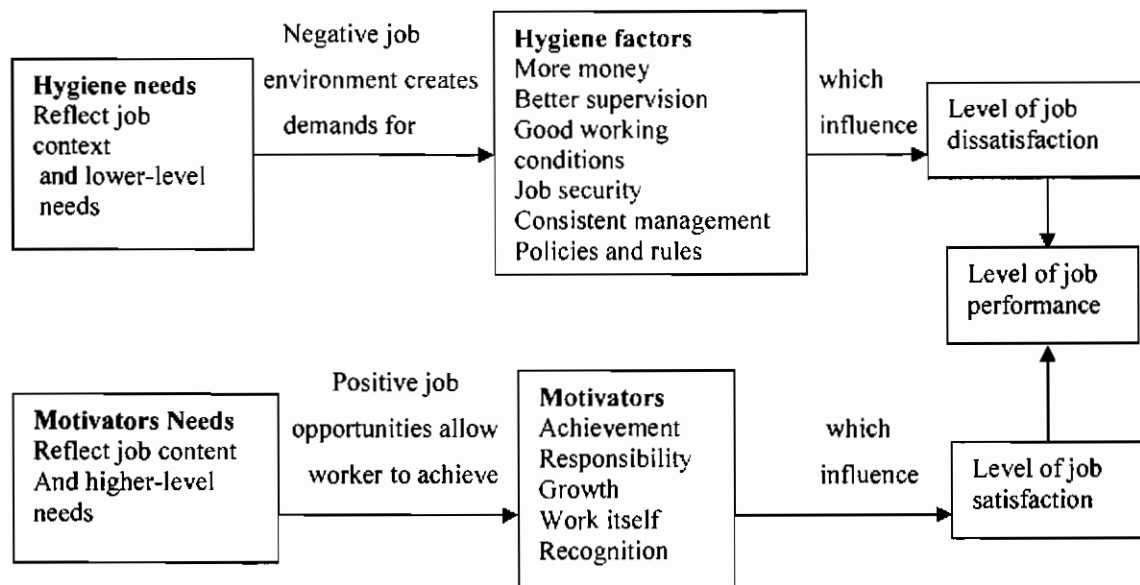 Hygiene needs
Reflect job
context
and lower-level
needs
Negative job
environment creates
demands for
Hygiene factors
More money
Better supervision
Good working
conditions
Job security
Consistent management
Policies and rules
which
influence
Level of job
dissatisfaction
Level of job
performance
Motivators Needs
Reflect job content
And higher-level
needs
Positive job
opportunities allow
worker to achieve
Motivators
Achievement
Responsibility
Growth
Work itself
Recognition
which
influence
Level of job
satisfaction